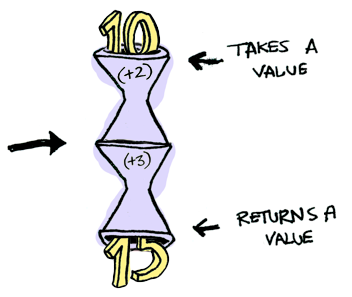 10
TAKES A
VALUE
(+2)
(+3)
RETURNS A
VALUE
15